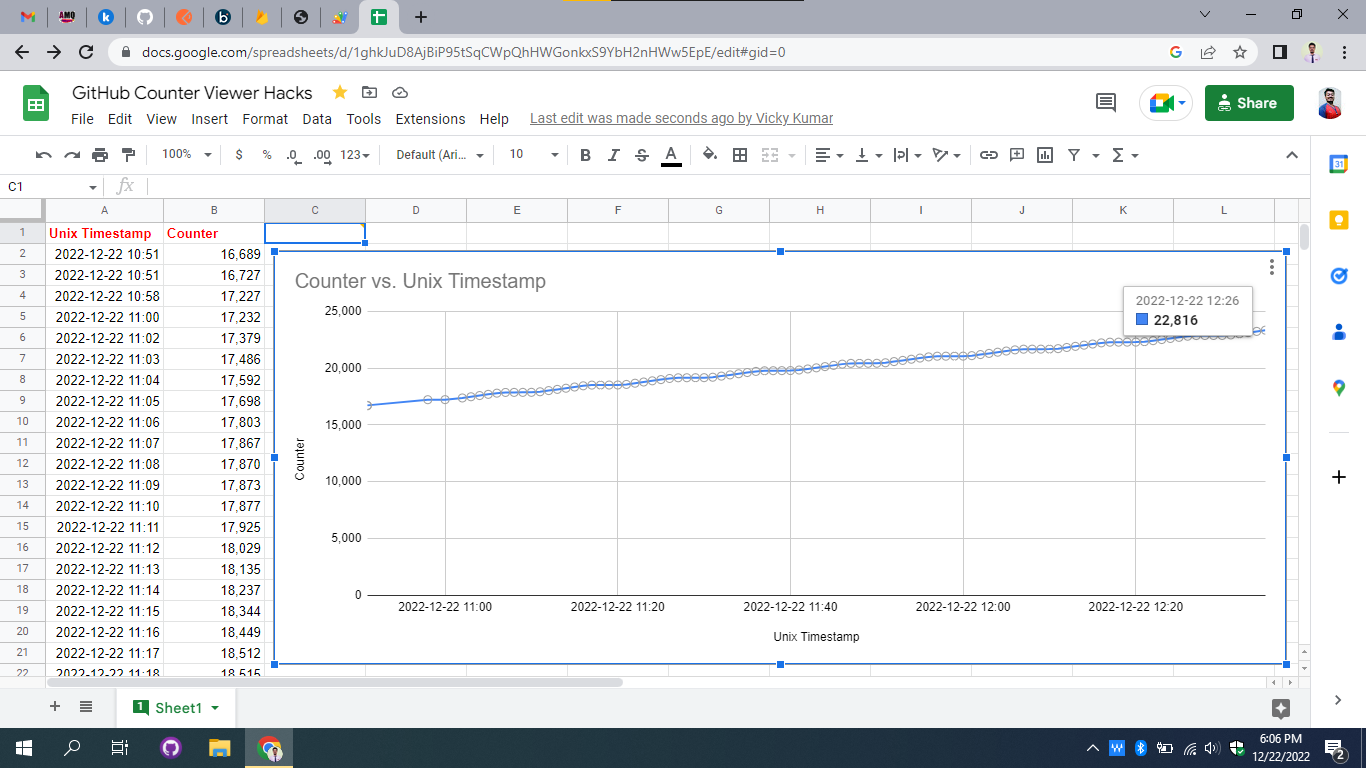 AMQ
docs.google.com/spreadsheets/d/1ghkJuD8AjBiP95tSqCWpQhHWGonkxS9YbH2nHWw5EpE/edit#gid=0
GitHub Counter Viewer Hacks
File Edit View Insert Format Data Tools Extensions Help Last edit was made seconds ago by Vicky Kumar
Share
100% $ % .0 .00 123 Default (Ari... 10 B I S A
C1 fx
A B C D E F G H I J K L
1 Unix Timestamp Counter
2 2022-12-22 10:51 16,689
3 2022-12-22 10:51 16,727
4 2022-12-22 10:58 17,227
5 2022-12-22 11:00 17,232
6 2022-12-22 11:02 17,379
7 2022-12-22 11:03 17,486
8 2022-12-22 11:04 17,592
9 2022-12-22 11:05 17,698
10 2022-12-22 11:06 17,803
11 2022-12-22 11:07 17,867
12 2022-12-22 11:08 17,870
13 2022-12-22 11:09 17,873
14 2022-12-22 11:10 17,877
15 2022-12-22 11:11 17,925
16 2022-12-22 11:12 18,029
17 2022-12-22 11:13 18,135
18 2022-12-22 11:14 18,237
19 2022-12-22 11:15 18,344
20 2022-12-22 11:16 18,449
21 2022-12-22 11:17 18,512
22 2022-12-22 11:18 18,515
Counter vs. Unix Timestamp
2022-12-22 12:26
22,816
25,000
20,000
15,000
10,000
5,000
0
Counter
2022-12-22 11:00 2022-12-22 11:20 2022-12-22 11:40 2022-12-22 12:00 2022-12-22 12:20
Unix Timestamp
31
1 Sheet1
6:06 PM
12/22/2022
2